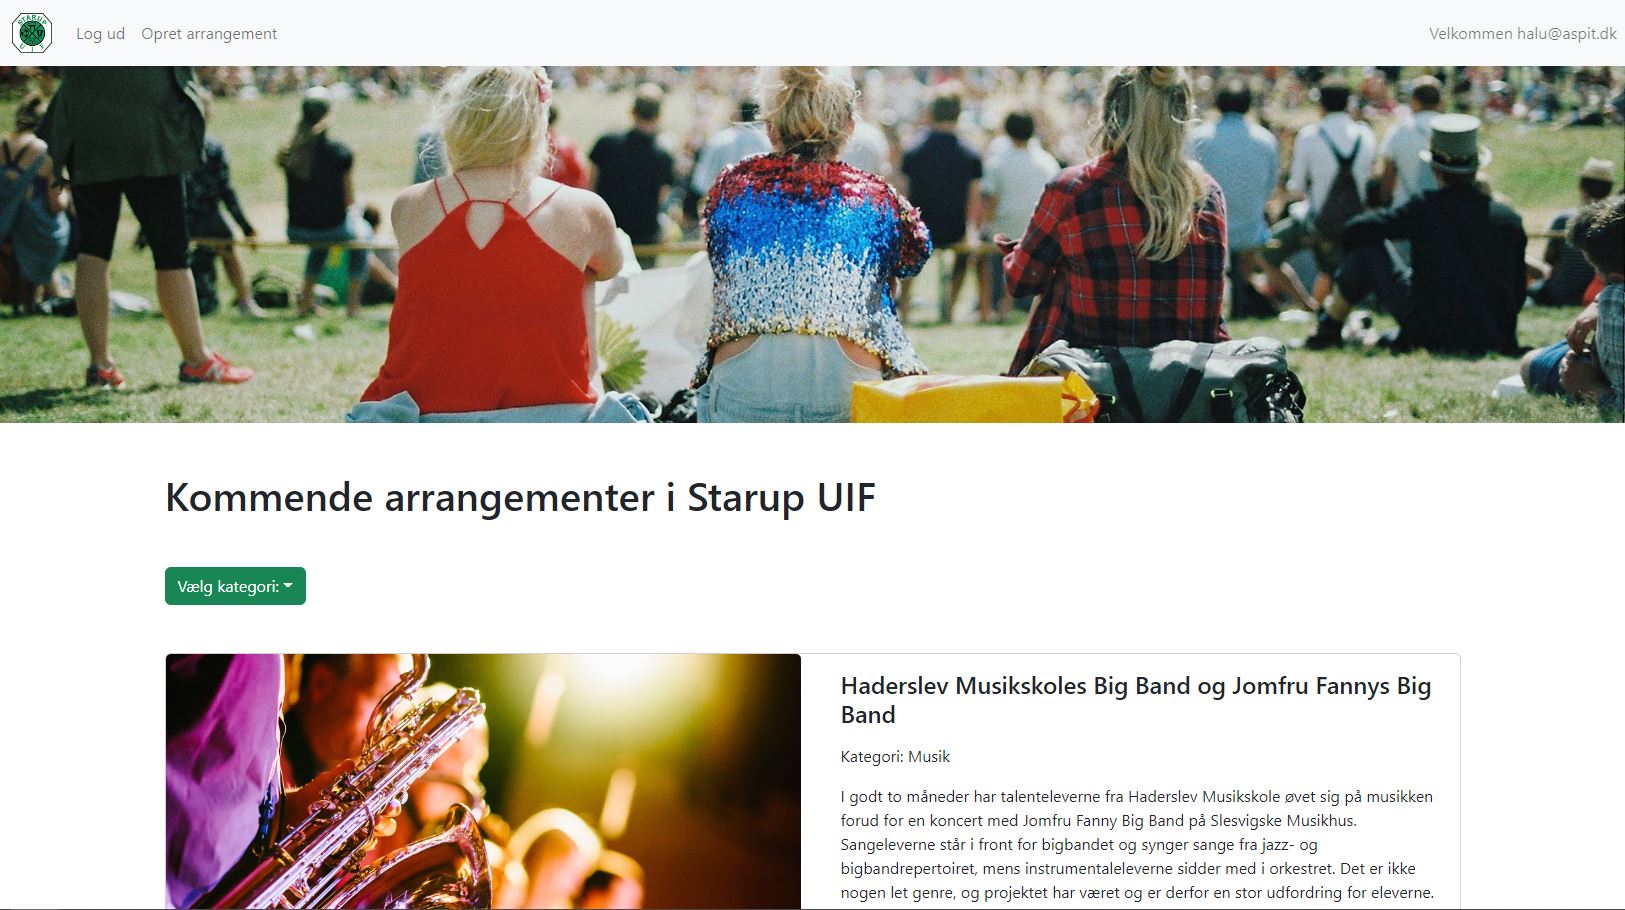 STARUP
UIF
Log ud
Opret arrangement
Velkommen halu@aspit.dk
Kommende arrangementer i Starup UIF
Vælg kategori:
Haderslev Musikskoles Big Band og Jomfru Fannys Big
Band
Kategori: Musik
I godt to måneder har talenteleverne fra Haderslev Musikskole øvet sig på musikken
forud for en koncert med Jomfru Fanny Big Band på Slesvigske Musikhus.
Sangeleverne står i front for bigbandet og synger sange fra jazz- og
bigbandrepertoiret, mens instrumentaleleverne sidder med i orkestret. Det er ikke
nogen let genre, og projektet har været og er derfor en stor udfordring for eleverne.